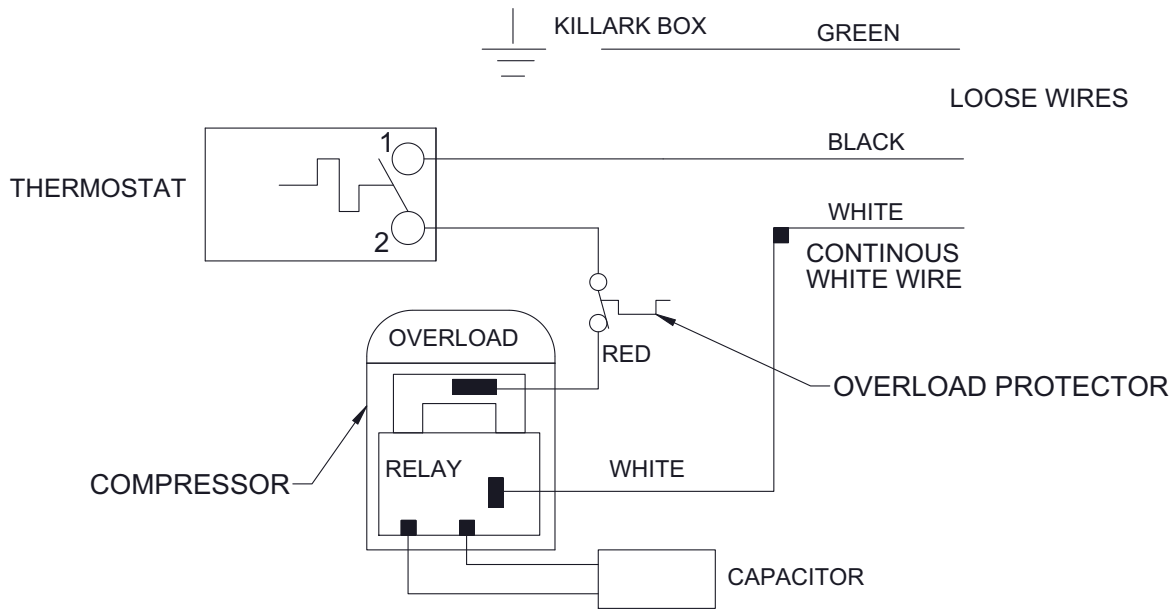 KILLARK BOX
GREEN
LOOSE WIRES
BLACK
1
THERMOSTAT
2
WHITE
CONTINOUS
WHITE WIRE
OVERLOAD
RED
OVERLOAD PROTECTOR
RELAY
WHITE
COMPRESSOR
CAPACITOR